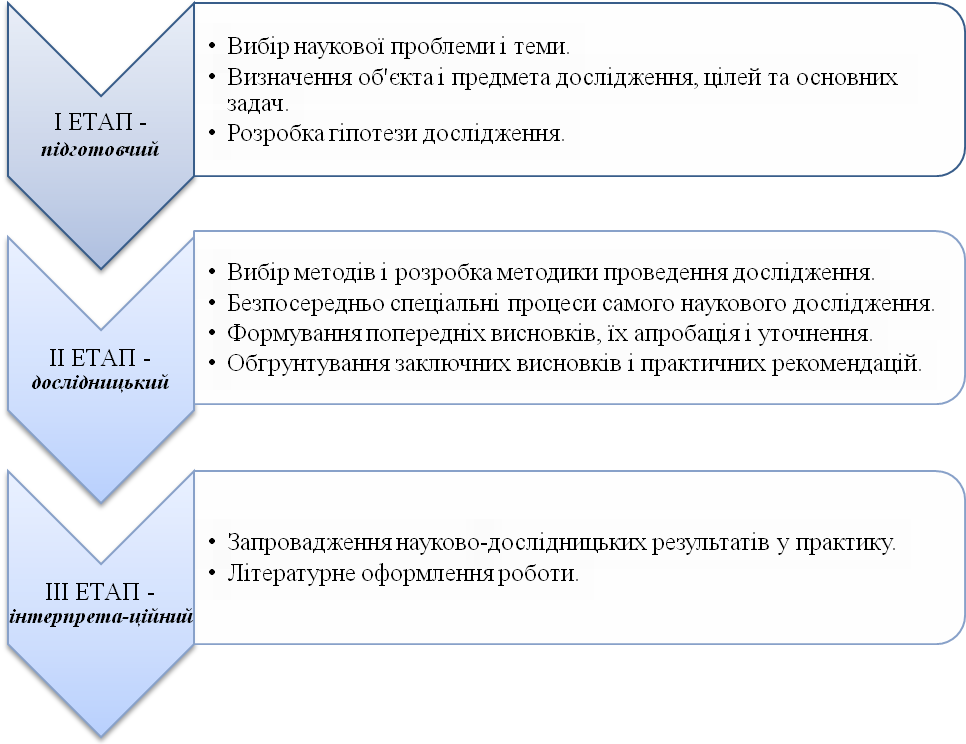 І ЕТАП -
підготовчий
• Вибір наукової проблеми і теми.
• Визначення об'єкта і предмета дослідження, цілей та основних
задач.
• Розробка гіпотези дослідження.
ІІ ЕТАП -
дослідницький
• Вибір методів і розробка методики проведення дослідження.
• Безпосередньо спеціальні процеси самого наукового дослідження.
• Формування попередніх висновків, їх апробація і уточнення.
• Обгрунтування заключних висновків і практичних рекомендацій.
ІІІ ЕТАП -
інтерпрета-ційний
• Запровадження науково-дослідницьких результатів у практику.
• Літературне оформлення роботи.